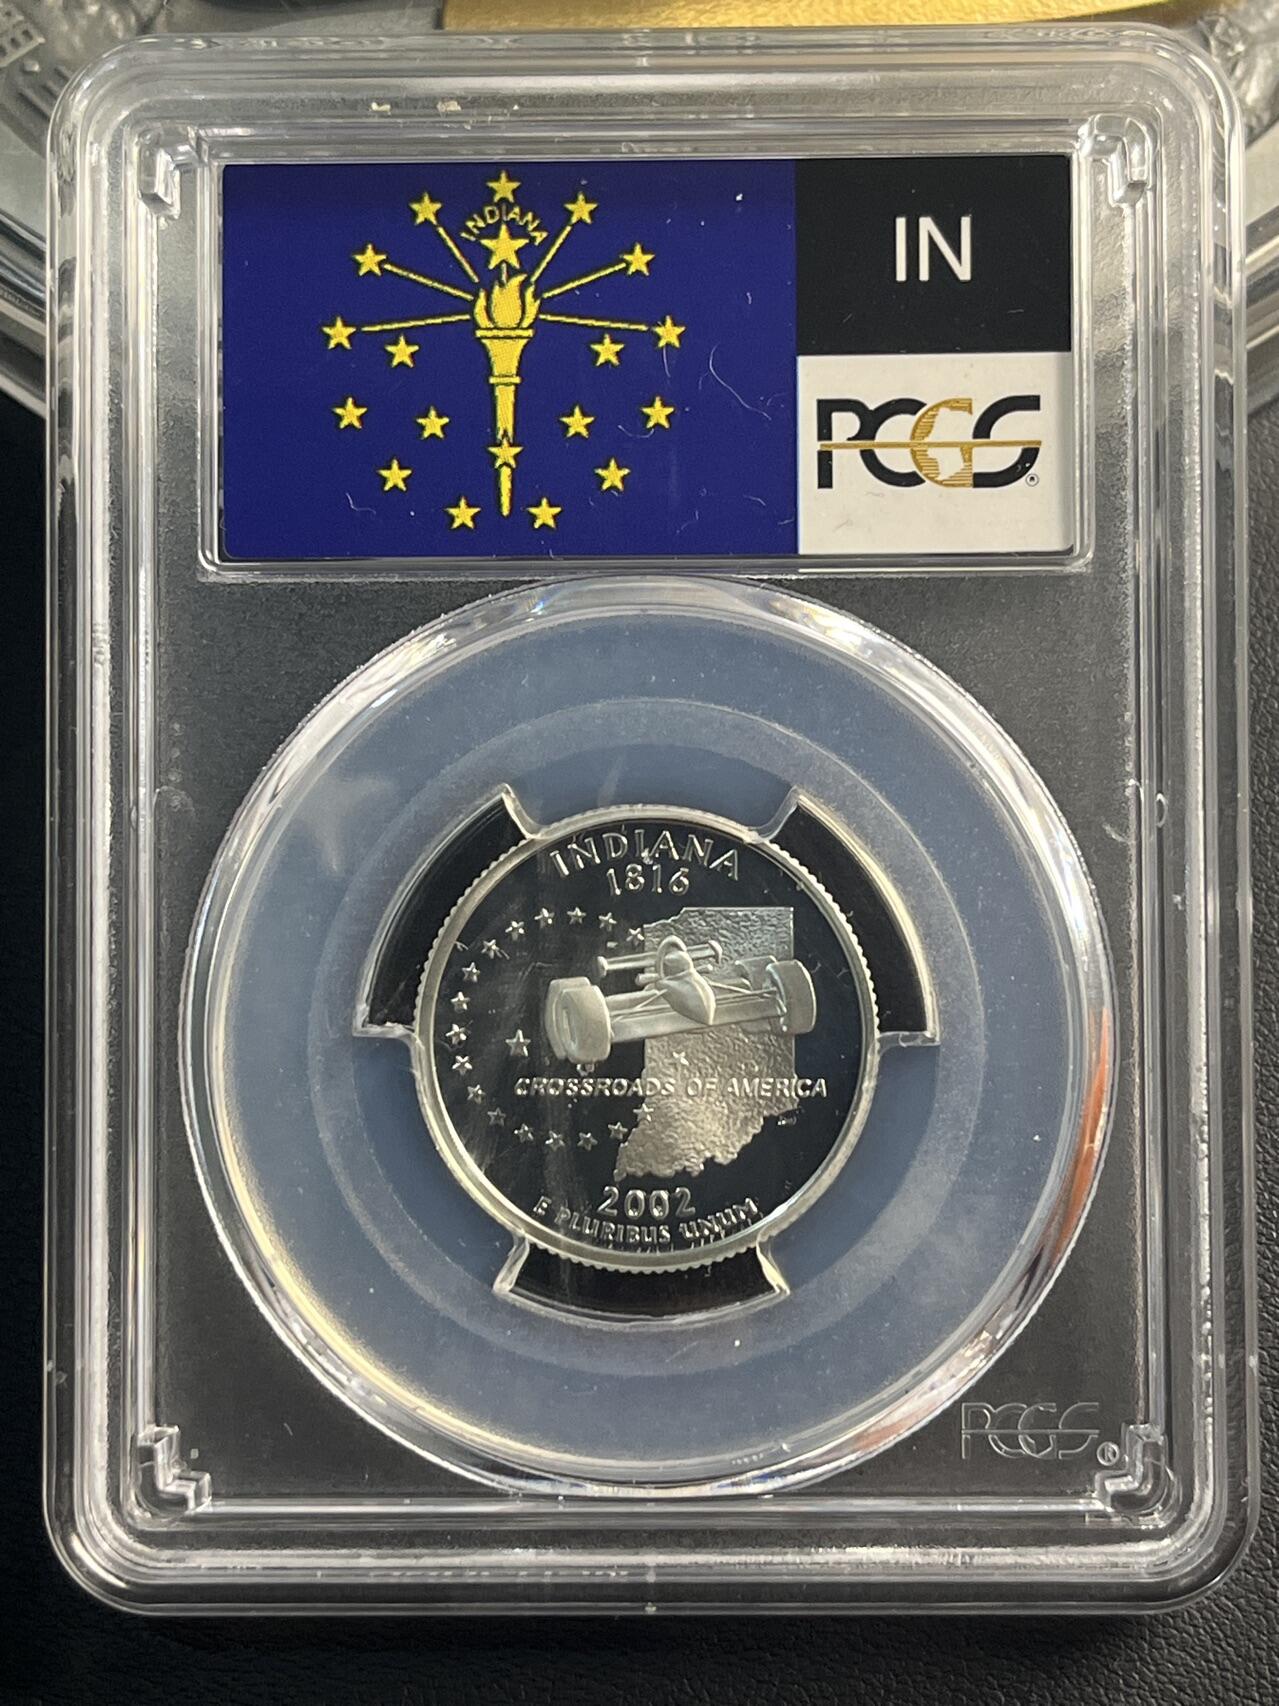 INDIANA
IN
PCGS
INDIANA
1816
CROSSROADS OF AMERICA
2002
E PLURIBUS UNUM
PCGS